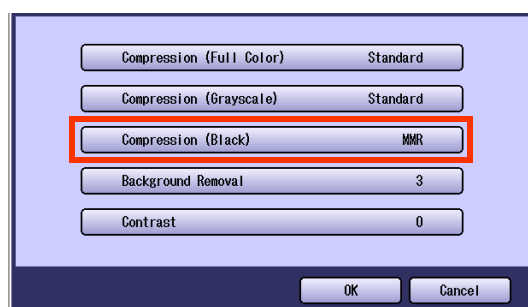 Compression (Full Color) Standard
Compression (Grayscale) Standard
Compression (Black) MMR
Background Removal 3
Contrast 0
OK Cancel